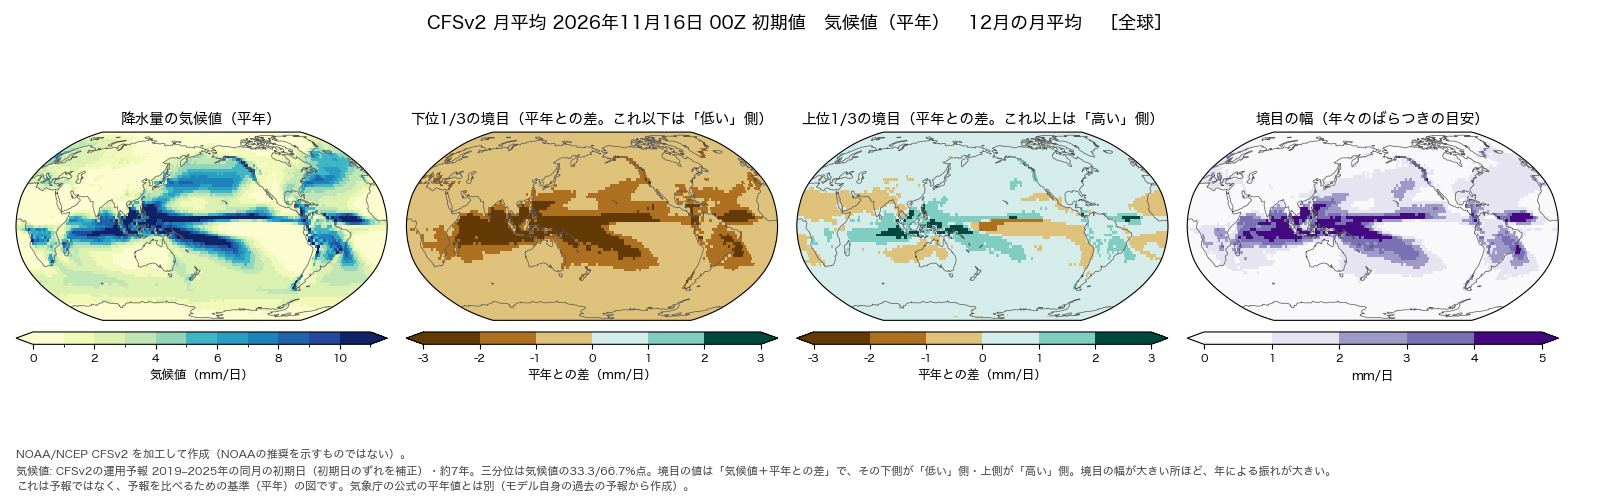 CFSv2 月平均 2026年11月16日 00Z 初期値　気候値（平年）　12月の月平均　［全球］
降水量の気候値（平年）
下位1/3の境目（平年との差。これ以下は「低い」側）
上位1/3の境目（平年との差。これ以上は「高い」側）
境目の幅（年々のばらつきの目安）
0 2 4 6 8 10
-3 -2 -1 0 1 2 3
-3 -2 -1 0 1 2 3
0 1 2 3 4 5
気候値（mm/日）
平年との差（mm/日）
平年との差（mm/日）
mm/日
NOAA/NCEP CFSv2 を加工して作成（NOAAの推奨を示すものではない）。
気候値: CFSv2の運用予報 2019–2025年の同月の初期日（初期日のずれを補正）・約7年。三分位は気候値の33.3/66.7%点。境目の値は「気候値＋平年との差」で、その下側が「低い」側・上側が「高い」側。境目の幅が大きい所ほど、年による振れが大きい。
これは予報ではなく、予報を比べるための基準（平年）の図です。気象庁の公式の平年値とは別（モデル自身の過去の予報から作成）。